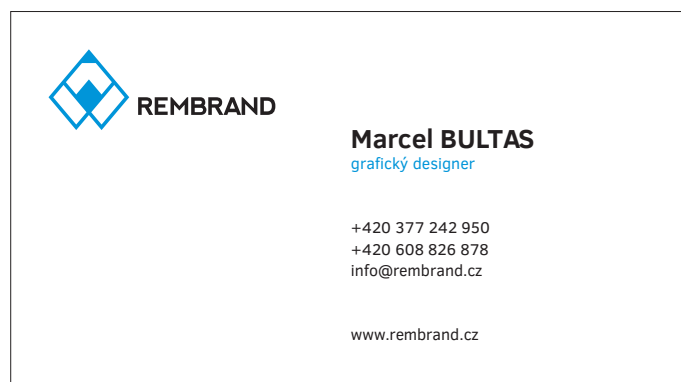 REMBRAND
Marcel BULTAS
grafický designer
+420 377 242 950
+420 608 826 878
info@rembrand.cz
www.rembrand.cz